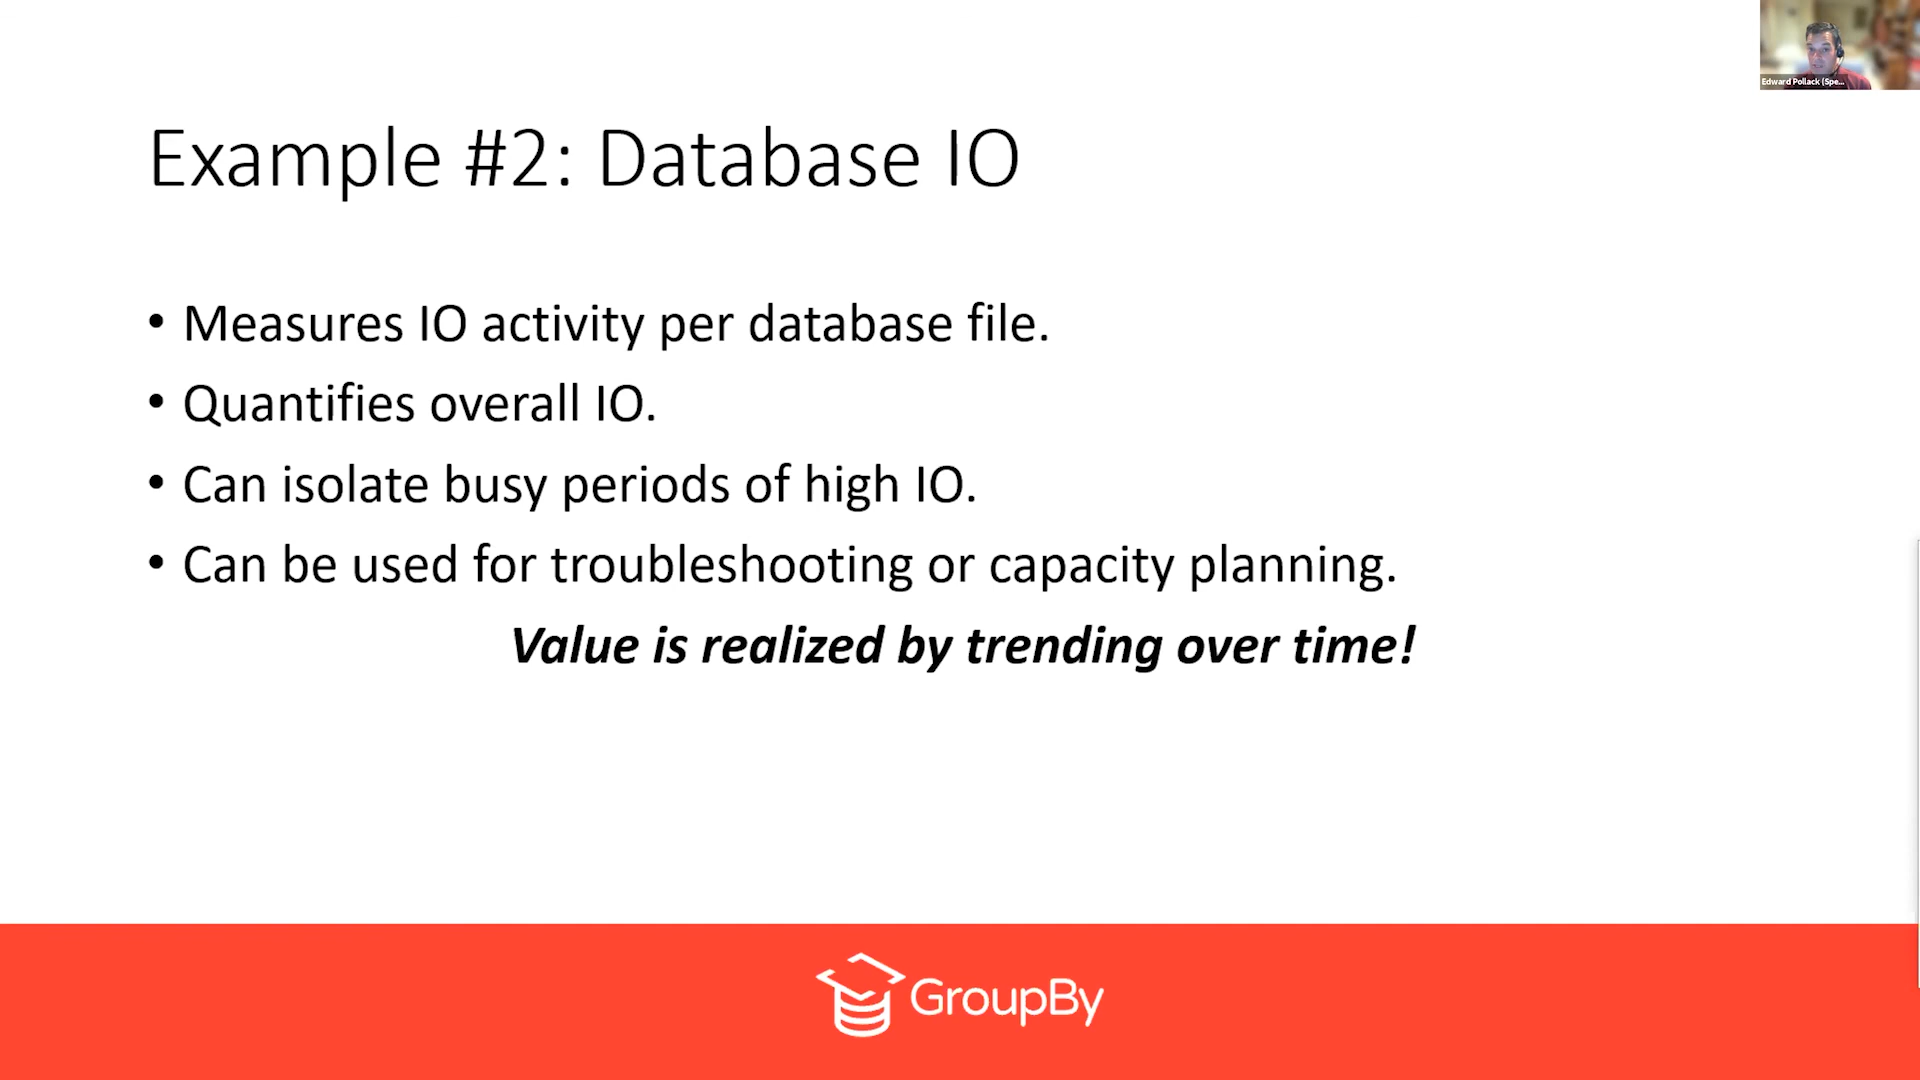 Edward Pollack (Spe...
Example #2: Database IO
• Measures IO activity per database file.
• Quantifies overall IO.
• Can isolate busy periods of high IO.
• Can be used for troubleshooting or capacity planning.
Value is realized by trending over time!
GroupBy